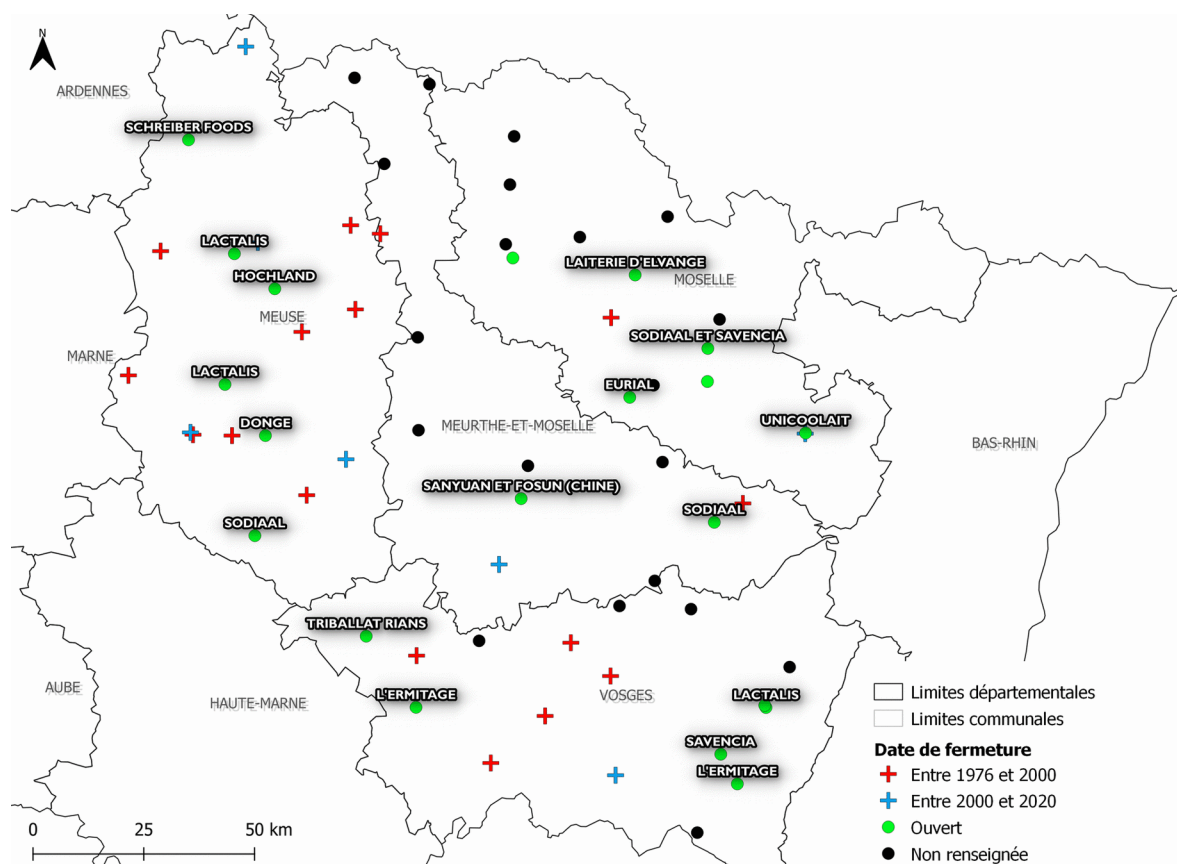 N
ARDENNES
SCHREIBER FOODS
LACTALIS
HOCHLAND
LAITERIE D'ELVANGE
MOSELLE
MEUSE
SODIAAL ET SAVENCIA
MARNE
LACTALIS
EURIAL
DONGE
MEURTHE-ET-MOSELLE
UNICOOLAIT
BAS-RHIN
SANYUAN ET FOSUN (CHINE)
SODIAAL
SODIAAL
TRIBALLAT RIANS
AUBE
HAUTE-MARNE
L'ERMITAGE
VOSGES
LACTALIS
SAVENCIA
L'ERMITAGE
Limites départementales
Limites communales
Date de fermeture
Entre 1976 et 2000
Entre 2000 et 2020
Ouvert
Non renseignée
0 25 50 km